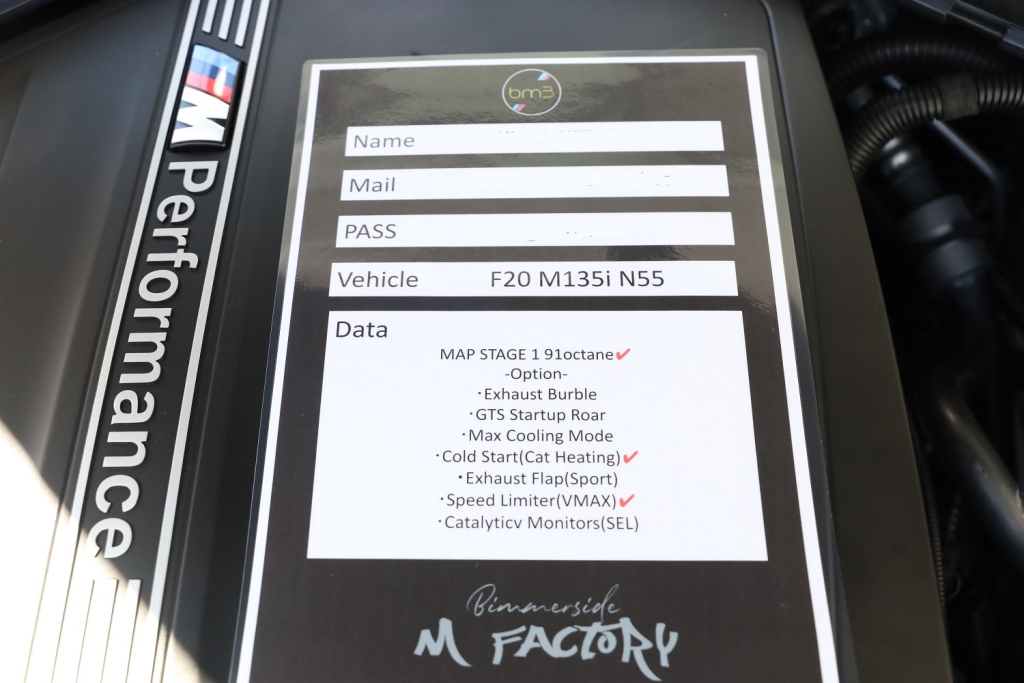 M Performance
bm3
Name
Mail
PASS
Vehicle F20 M135i N55
Data
MAP STAGE 1 91octane✔
-Option-
・Exhaust Burble
・GTS Startup Roar
・Max Cooling Mode
・Cold Start(Cat Heating)✔
・Exhaust Flap(Sport)
・Speed Limiter(VMAX)✔
・Catalyticv Monitors(SEL)
Bimmerside
M FACTORY